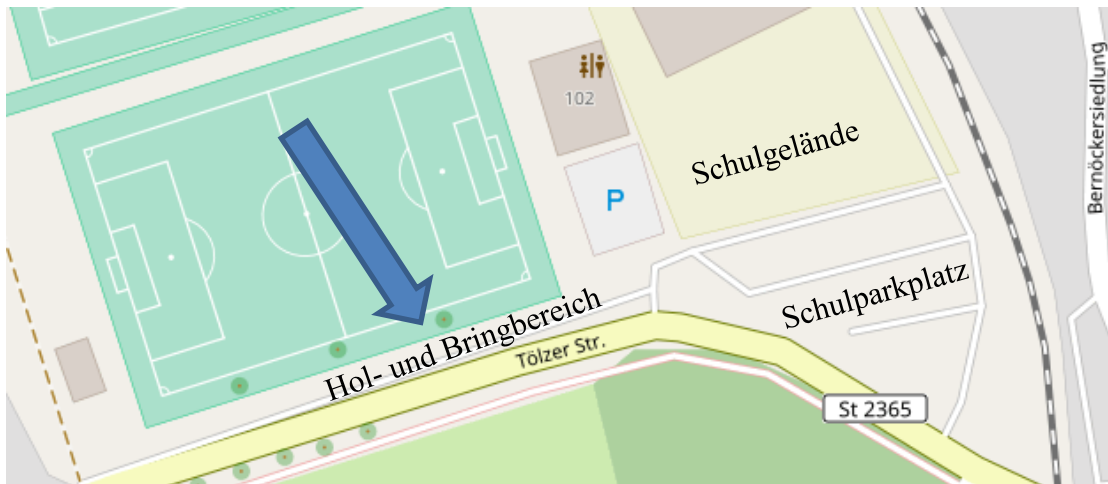 102
P
Schulgelände
Bernöckersiedlung
Schulparkplatz
Hol- und Bringbereich
Tölzer Str.
St 2365